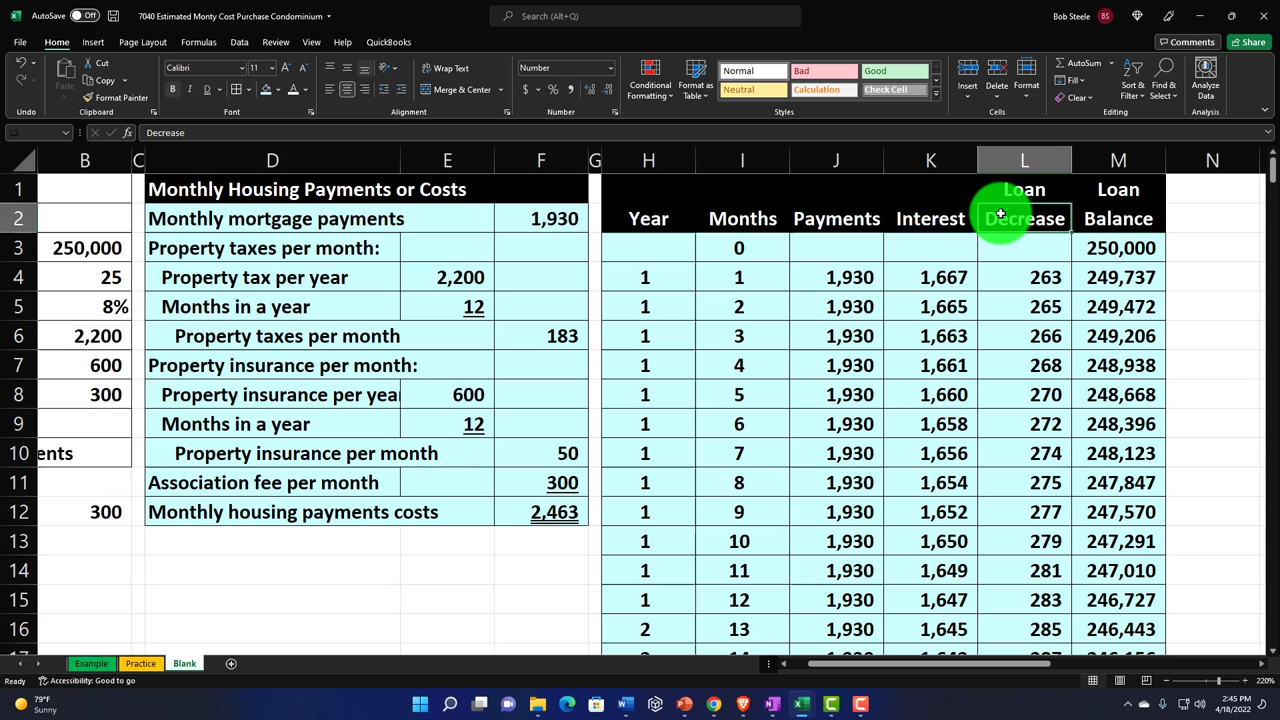 AutoSave Off 7040 Estimated Monty Cost Purchase Condominium Search (Alt+Q) Bob Steele BS
File Home Insert Page Layout Formulas Data Review View Help QuickBooks Comments Share
Cut Calibri 11 Wrap Text Number Normal Bad Good AutoSum
Paste Copy Conditional Format as Neutral Calculation Check Cell Insert Delete Format Fill Sort & Find & Analyze
Format Painter B I U Merge & Center $ % Formatting Table Clear Filter Select Data
Undo Clipboard Font Alignment Number Styles Cells Editing Analysis
L2 fx Decrease
B C D E F G H I J K L M N
1 Monthly Housing Payments or Costs Loan Loan
2 Monthly mortgage payments 1,930 Year Months Payments Interest Decrease Balance
3 250,000 Property taxes per month: 0 250,000
4 25 Property tax per year 2,200 1 1 1,930 1,667 263 249,737
5 8% Months in a year 12 1 2 1,930 1,665 265 249,472
6 2,200 Property taxes per month 183 1 3 1,930 1,663 266 249,206
7 600 Property insurance per month: 1 4 1,930 1,661 268 248,938
8 300 Property insurance per year 600 1 5 1,930 1,660 270 248,668
9 Months in a year 12 1 6 1,930 1,658 272 248,396
10 ents Property insurance per month 50 1 7 1,930 1,656 274 248,123
11 Association fee per month 300 1 8 1,930 1,654 275 247,847
12 300 Monthly housing payments costs 2,463 1 9 1,930 1,652 277 247,570
13 1 10 1,930 1,650 279 247,291
14 1 11 1,930 1,649 281 247,010
15 1 12 1,930 1,647 283 246,727
16 2 13 1,930 1,645 285 246,443
Example Practice Blank
Ready Accessibility: Good to go 220%
79°F
Sunny
2:45 PM
4/18/2022